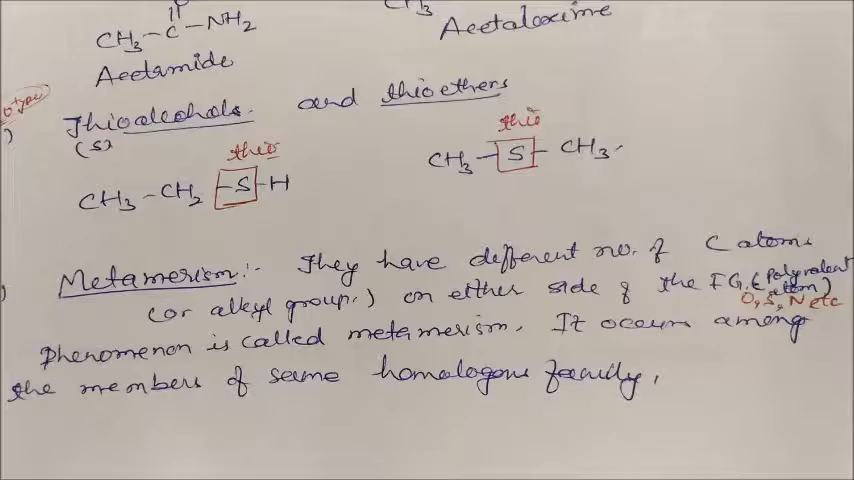 CH3
CH3 - C - NH2
Acetamide
Acetaloxime
Thioalcohols. and thioethers
(S)
thio
thio
CH3 - CH2 - S - H
CH3 - S - CH3
Metamerism:- They have different no. of C atoms
(or alkyl group.) on either side of the F.G. (Polyvalent atom)
O, S, N etc
Phenomenon is called metamerism. It occurs among
the members of same homologous family.